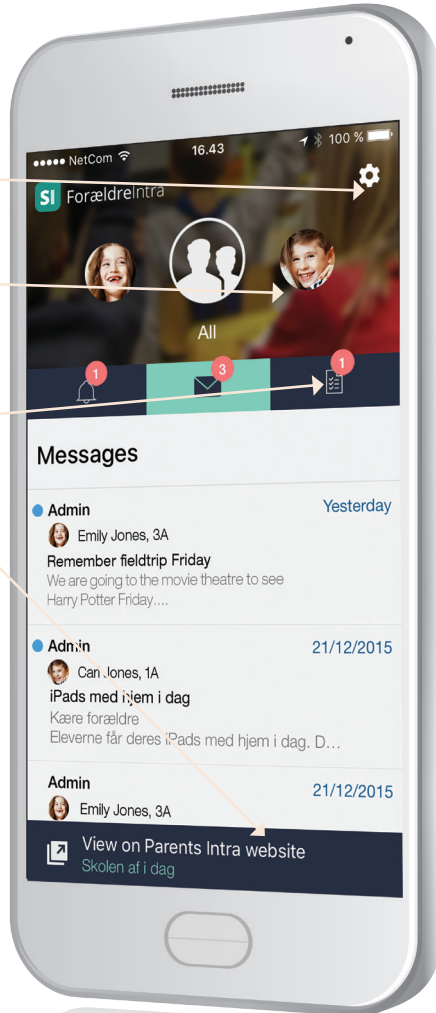 NetCom
16.43
100 %
SI ForældreIntra
All
1
3
1
Messages
Admin
Yesterday
Emily Jones, 3A
Remember fieldtrip Friday
We are going to the movie theatre to see
Harry Potter Friday....
Admin
21/12/2015
Carl Jones, 1A
iPads med hjem i dag
Kære forældre
Eleverne får deres iPads med hjem i dag. D...
Admin
21/12/2015
Emily Jones, 3A
View on Parents Intra website
Skolen af i dag